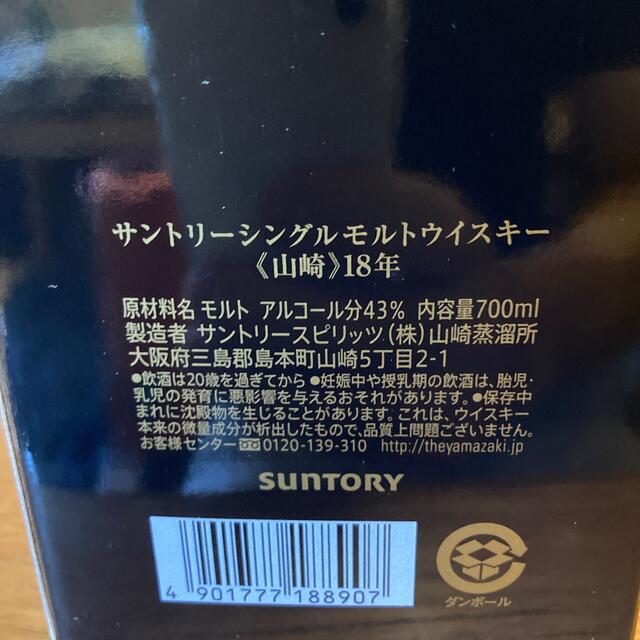 サントリーシングルモルトウイスキー
《山崎》18年
原材料名 モルト アルコール分43% 内容量700ml
製造者 サントリースピリッツ(株)山崎蒸溜所
大阪府三島郡島本町山崎5丁目2-1
●飲酒は20歳を過ぎてから ●妊娠中や授乳期の飲酒は、胎児・
乳児の発育に悪影響を与えるおそれがあります。●保存中
まれに沈殿物を生じることがあります。これは、ウイスキー
本来の微量成分が析出したもので、品質上問題ございません。
お客様センター 0120-139-310 http://theyamazaki.jp
SUNTORY
4 901777 188907
ダンボール